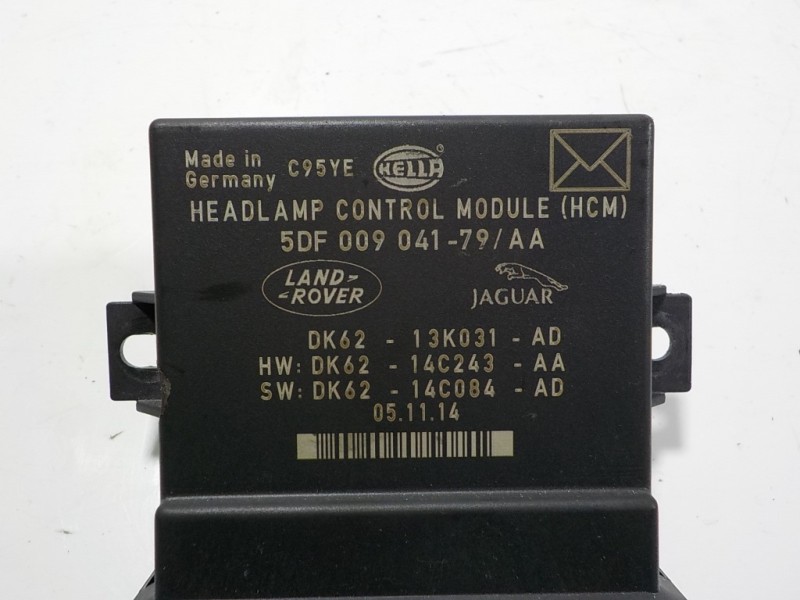 Made in
Germany C95YE HELLA ®
HEADLAMP CONTROL MODULE (HCM)
5DF 009 041-79/AA
LAND-
-ROVER
JAGUAR
DK62 - 13K031 - AD
HW: DK62 - 14C243 - AA
SW: DK62 - 14C084 - AD
05.11.14